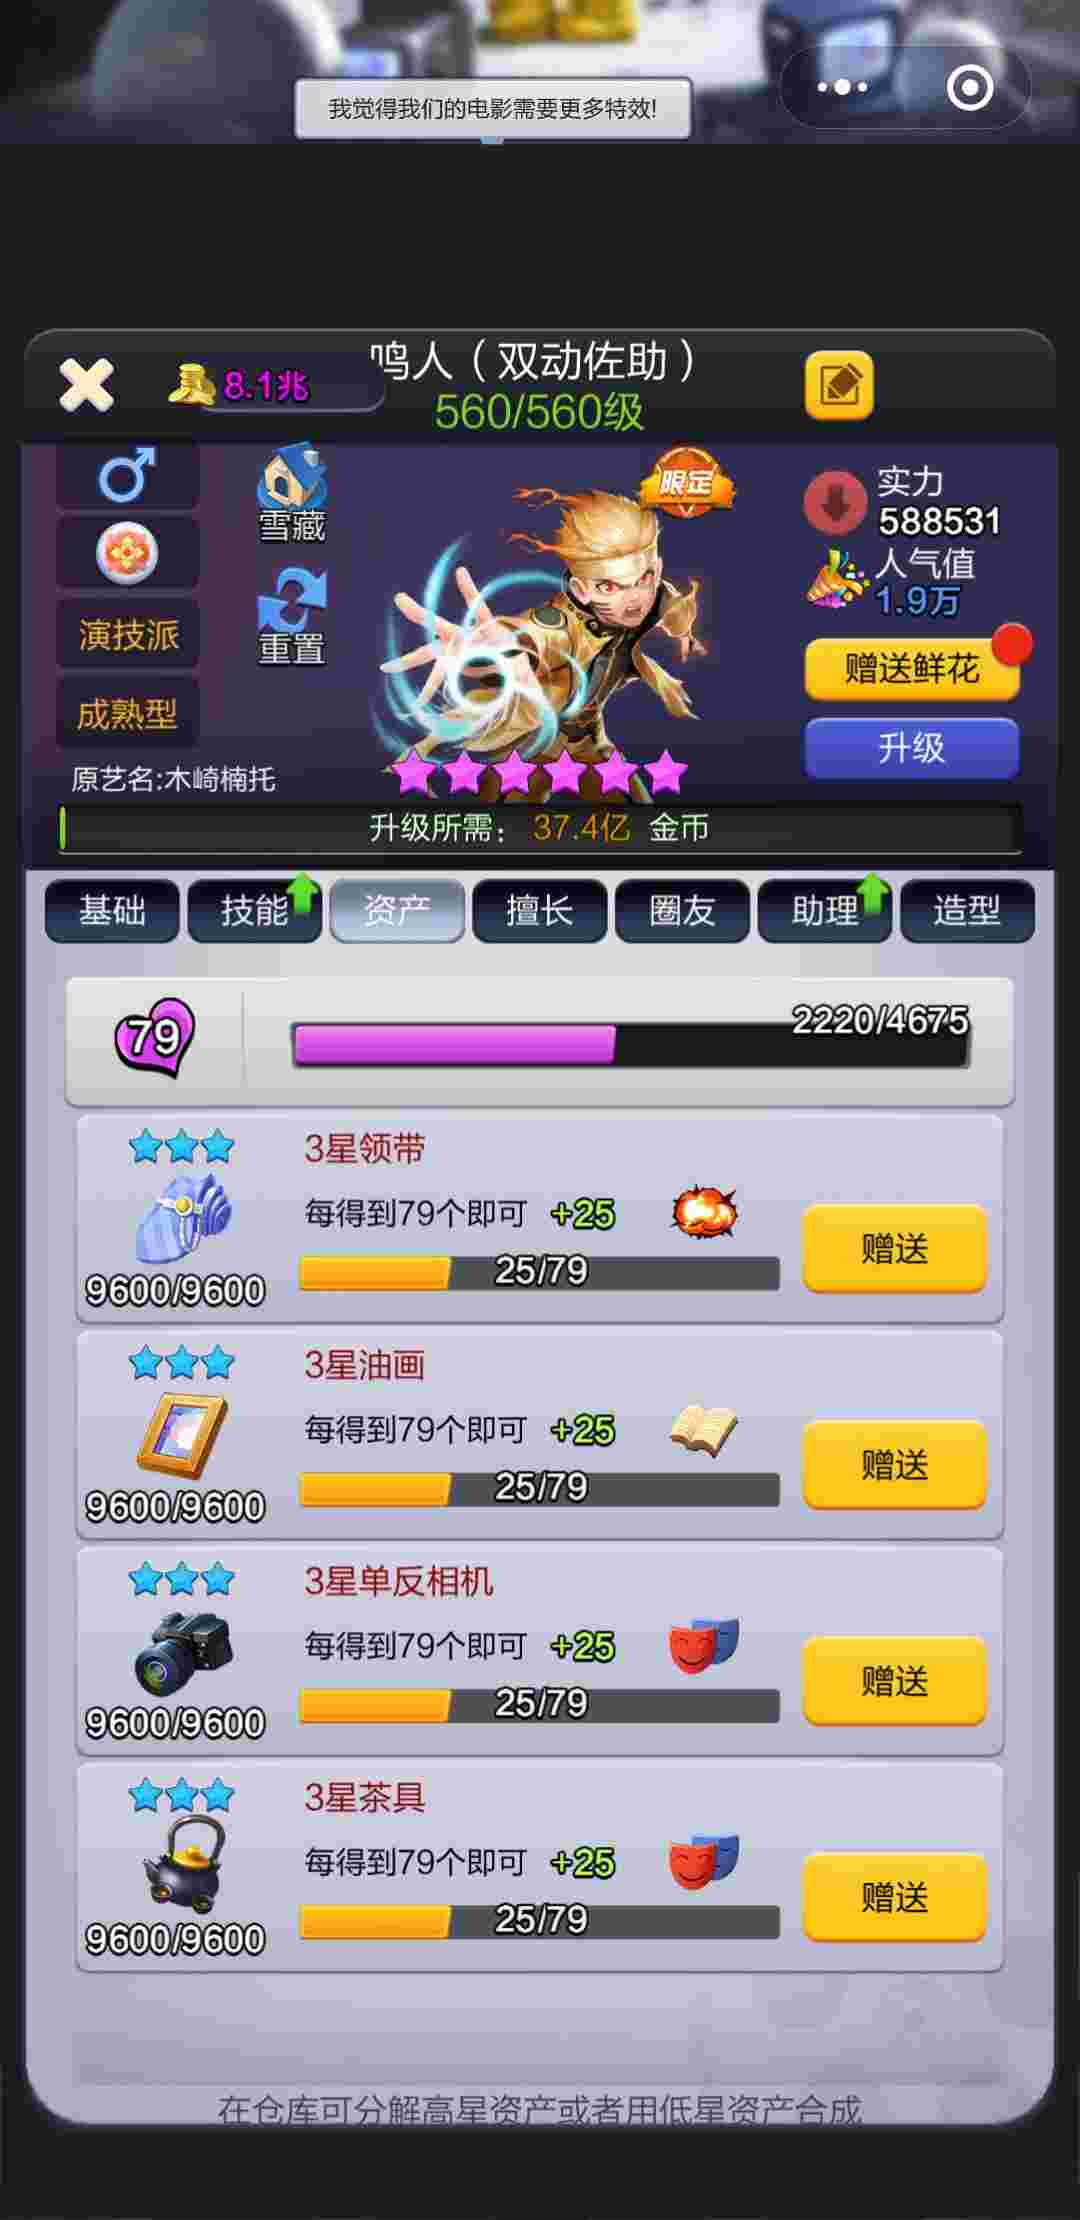 我觉得我们的电影需要更多特效!
8.1兆
鸣人（双动佐助）
560/560级
限定
雪藏
重置
演技派
成熟型
原艺名:木崎楠托
实力
588531
人气值
1.9万
赠送鲜花
升级
升级所需： 37.4亿 金币
基础 技能 资产 擅长 圈友 助理 造型
79
2220/4675
3星领带
每得到79个即可 +25
9600/9600
25/79
赠送
3星油画
每得到79个即可 +25
9600/9600
25/79
赠送
3星单反相机
每得到79个即可 +25
9600/9600
25/79
赠送
3星茶具
每得到79个即可 +25
9600/9600
25/79
赠送
在仓库可分解高星资产或者用低星资产合成